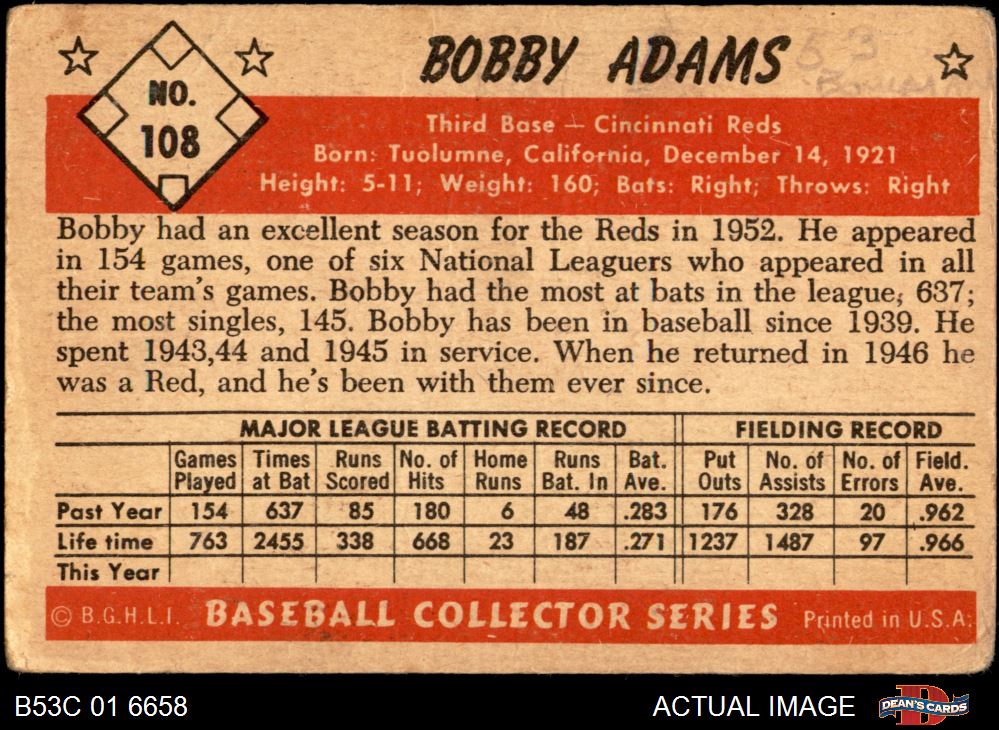 NO.
108
BOBBY ADAMS
53
Bowman
Third Base — Cincinnati Reds
Born: Tuolumne, California, December 14, 1921
Height: 5-11; Weight: 160; Bats: Right; Throws: Right
Bobby had an excellent season for the Reds in 1952. He appeared
in 154 games, one of six National Leaguers who appeared in all
their team's games. Bobby had the most at bats in the league, 637;
the most singles, 145. Bobby has been in baseball since 1939. He
spent 1943,44 and 1945 in service. When he returned in 1946 he
was a Red, and he's been with them ever since.
MAJOR LEAGUE BATTING RECORD FIELDING RECORD
Games Times Runs No. of Home Runs Bat. Put No. of No. of Field.
Played at Bat Scored Hits Runs Bat. In Ave. Outs Assists Errors Ave.
Past Year 154 637 85 180 6 48 .283 176 328 20 .962
Life time 763 2455 338 668 23 187 .271 1237 1487 97 .966
This Year
© B.G.H.L.I. BASEBALL COLLECTOR SERIES Printed in U.S.A.
B53C 01 6658 ACTUAL IMAGE DEAN'S CARDS